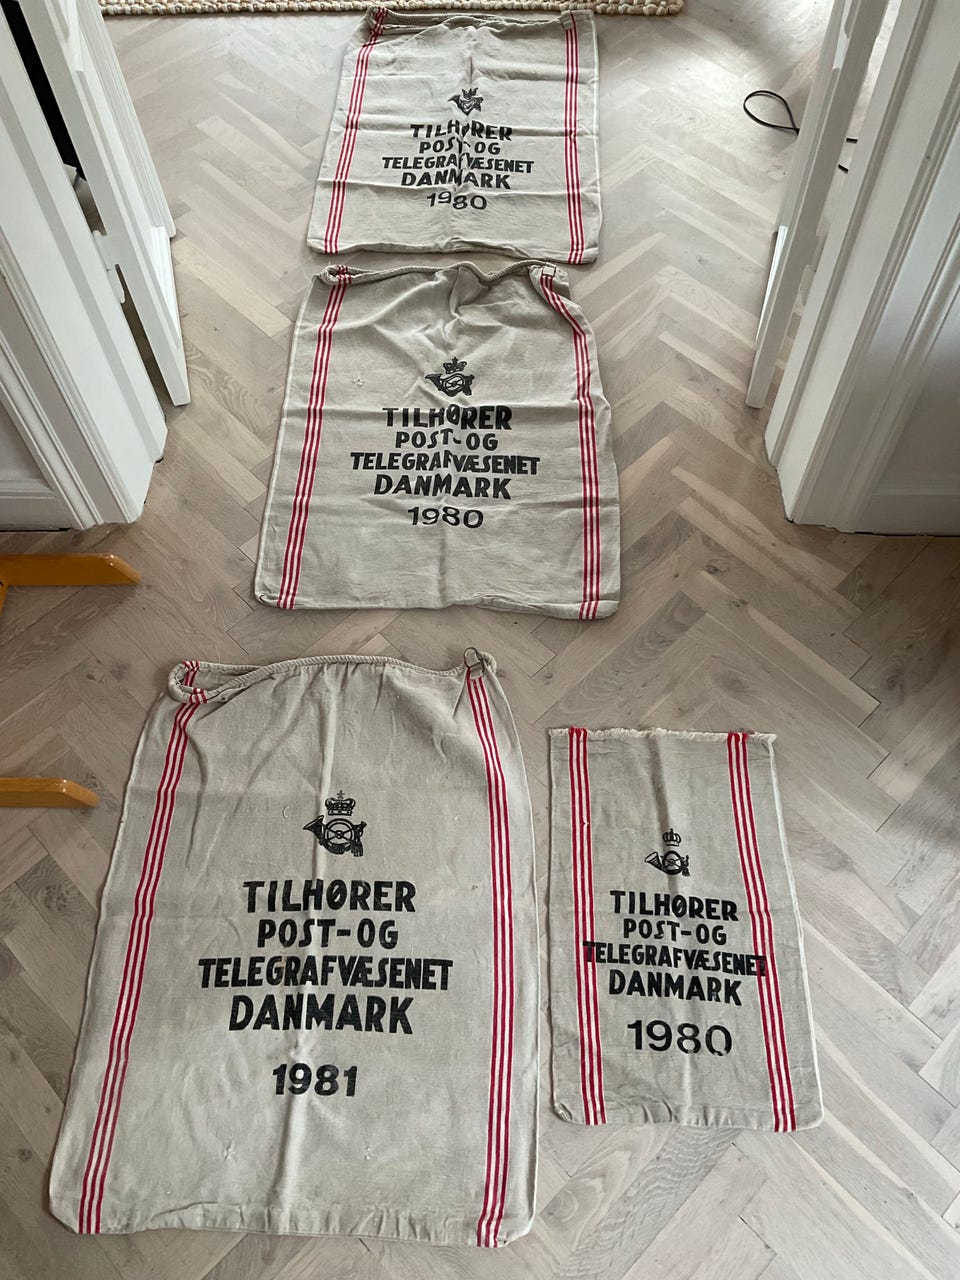 TILHØRER
POST-OG
TELEGRAFVÆSENET
DANMARK
1980
TILHØRER
POST-OG
TELEGRAFVÆSENET
DANMARK
1980
TILHØRER
POST-OG
TELEGRAFVÆSENET
DANMARK
1981
TILHØRER
POST-OG
TELEGRAFVÆSENET
DANMARK
1980